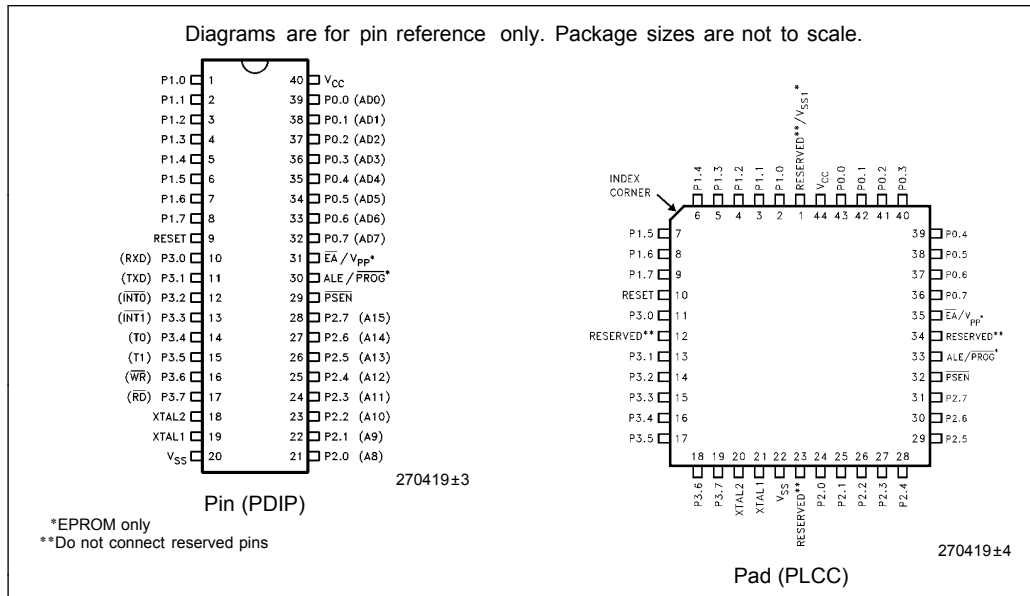 Diagrams are for pin reference only. Package sizes are not to scale.
P1.0 1 40 VCC
P1.1 2 39 P0.0 (AD0)
P1.2 3 38 P0.1 (AD1)
P1.3 4 37 P0.2 (AD2)
P1.4 5 36 P0.3 (AD3)
P1.5 6 35 P0.4 (AD4)
P1.6 7 34 P0.5 (AD5)
P1.7 8 33 P0.6 (AD6)
RESET 9 32 P0.7 (AD7)
(RXD) P3.0 10 31 EA/VPP*
(TXD) P3.1 11 30 ALE/PROG*
(INT0) P3.2 12 29 PSEN
(INT1) P3.3 13 28 P2.7 (A15)
(T0) P3.4 14 27 P2.6 (A14)
(T1) P3.5 15 26 P2.5 (A13)
(WR) P3.6 16 25 P2.4 (A12)
(RD) P3.7 17 24 P2.3 (A11)
XTAL2 18 23 P2.2 (A10)
XTAL1 19 22 P2.1 (A9)
VSS 20 21 P2.0 (A8)
270419±3
Pin (PDIP)
*EPROM only
**Do not connect reserved pins
INDEX
CORNER
P1.4 P1.3 P1.2 P1.1 P1.0 RESERVED**/VSS1* VCC P0.0 P0.1 P0.2 P0.3
6 5 4 3 2 1 44 43 42 41 40
P1.5 7 39 P0.4
P1.6 8 38 P0.5
P1.7 9 37 P0.6
RESET 10 36 P0.7
P3.0 11 35 EA/VPP*
RESERVED** 12 34 RESERVED**
P3.1 13 33 ALE/PROG*
P3.2 14 32 PSEN
P3.3 15 31 P2.7
P3.4 16 30 P2.6
P3.5 17 29 P2.5
18 19 20 21 22 23 24 25 26 27 28
P3.6 P3.7 XTAL2 XTAL1 VSS RESERVED** P2.0 P2.1 P2.2 P2.3 P2.4
270419±4
Pad (PLCC)